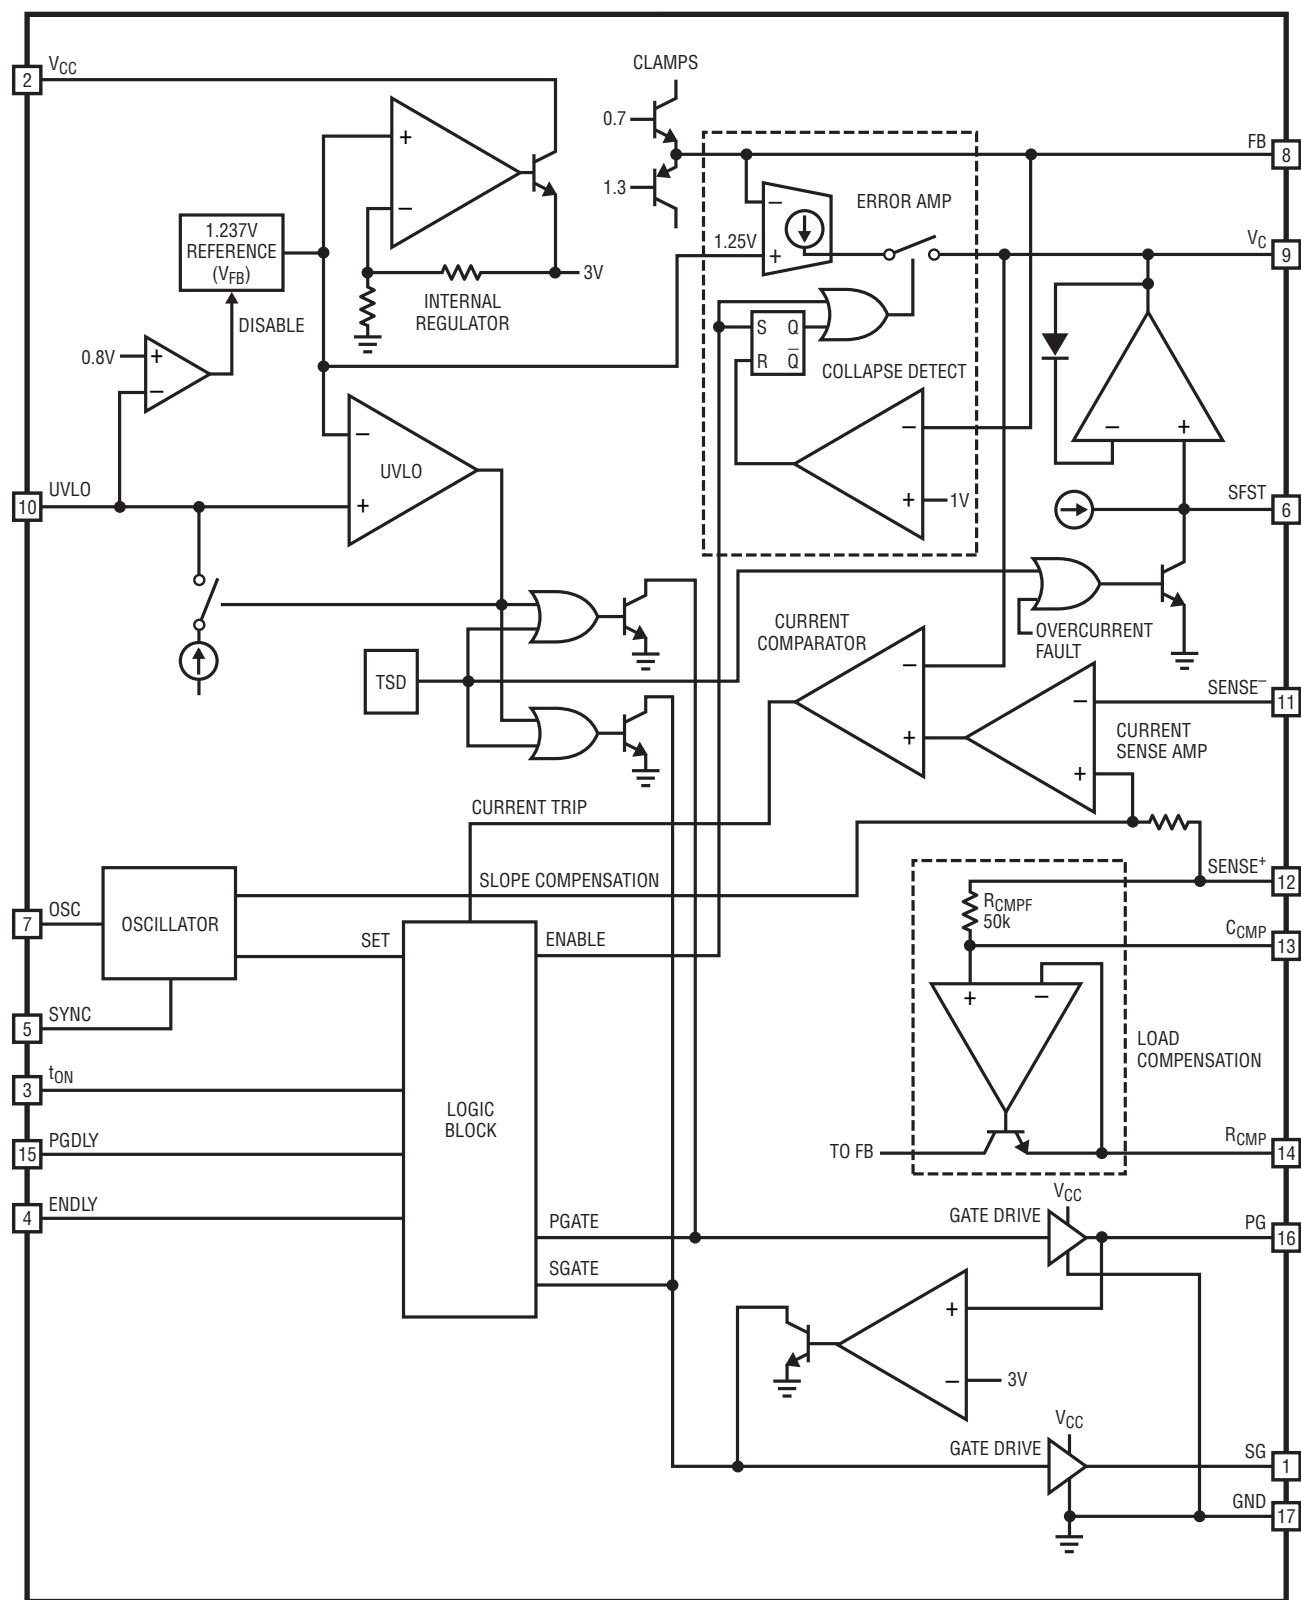 CLAMPS
2
VCC
0.7
+
FB
8
1.3
−
−
ERROR AMP
1.237V
REFERENCE
(VFB)
1.25V
+
VC
9
3V
INTERNAL
REGULATOR
DISABLE
S Q
R Q̅
0.8V
+
−
COLLAPSE DETECT
−
−
− +
UVLO
10
UVLO
+
+
1V
SFST
6
CURRENT
COMPARATOR
OVERCURRENT
FAULT
−
TSD
SENSE−
11
−
+
CURRENT
SENSE AMP
+
CURRENT TRIP
SLOPE COMPENSATION
SENSE+
12
RCMPF
50k
7
OSC
OSCILLATOR
SET
ENABLE
CCMP
13
+ −
5
SYNC
LOAD
COMPENSATION
3
tON
LOGIC
BLOCK
15
PGDLY
TO FB
RCMP
14
4
ENDLY
VCC
PGATE
GATE DRIVE
PG
16
SGATE
+
−
3V
VCC
GATE DRIVE
SG
1
GND
17